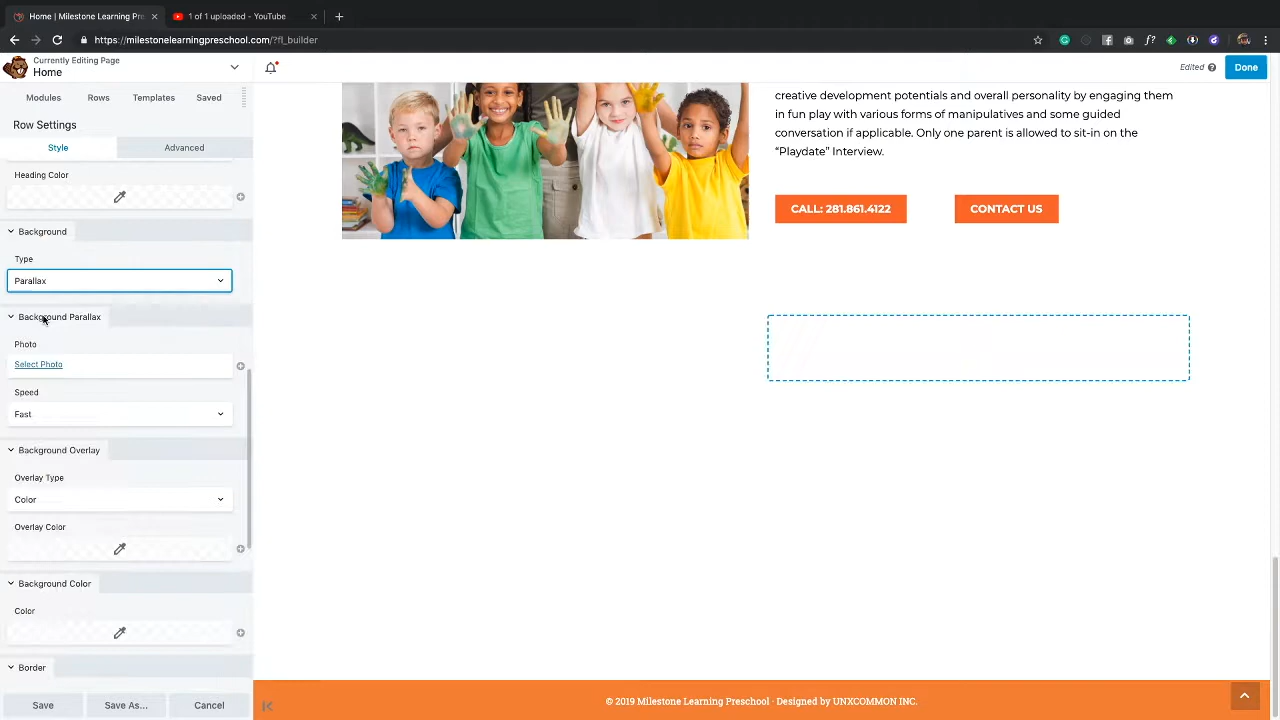 Home | Milestone Learning Pre
1 of 1 uploaded - YouTube
https://milestonelearningpreschool.com/?fl_builder
Currently Editing Page
Home
Edited
Done
Modules
Rows
Templates
Saved
Row Settings
Style
Advanced
Heading Color
Background
Type
Parallax
Background Parallax
Photo
Select Photo
Speed
Fast
Background Overlay
Overlay Type
Color
Overlay Color
Background Color
Color
Border
Save
Save As...
Cancel
creative development potentials and overall personality by engaging them
in fun play with various forms of manipulatives and some guided
conversation if applicable. Only one parent is allowed to sit-in on the
“Playdate” Interview.
CALL: 281.861.4122
CONTACT US
© 2019 Milestone Learning Preschool · Designed by UNXCOMMON INC.